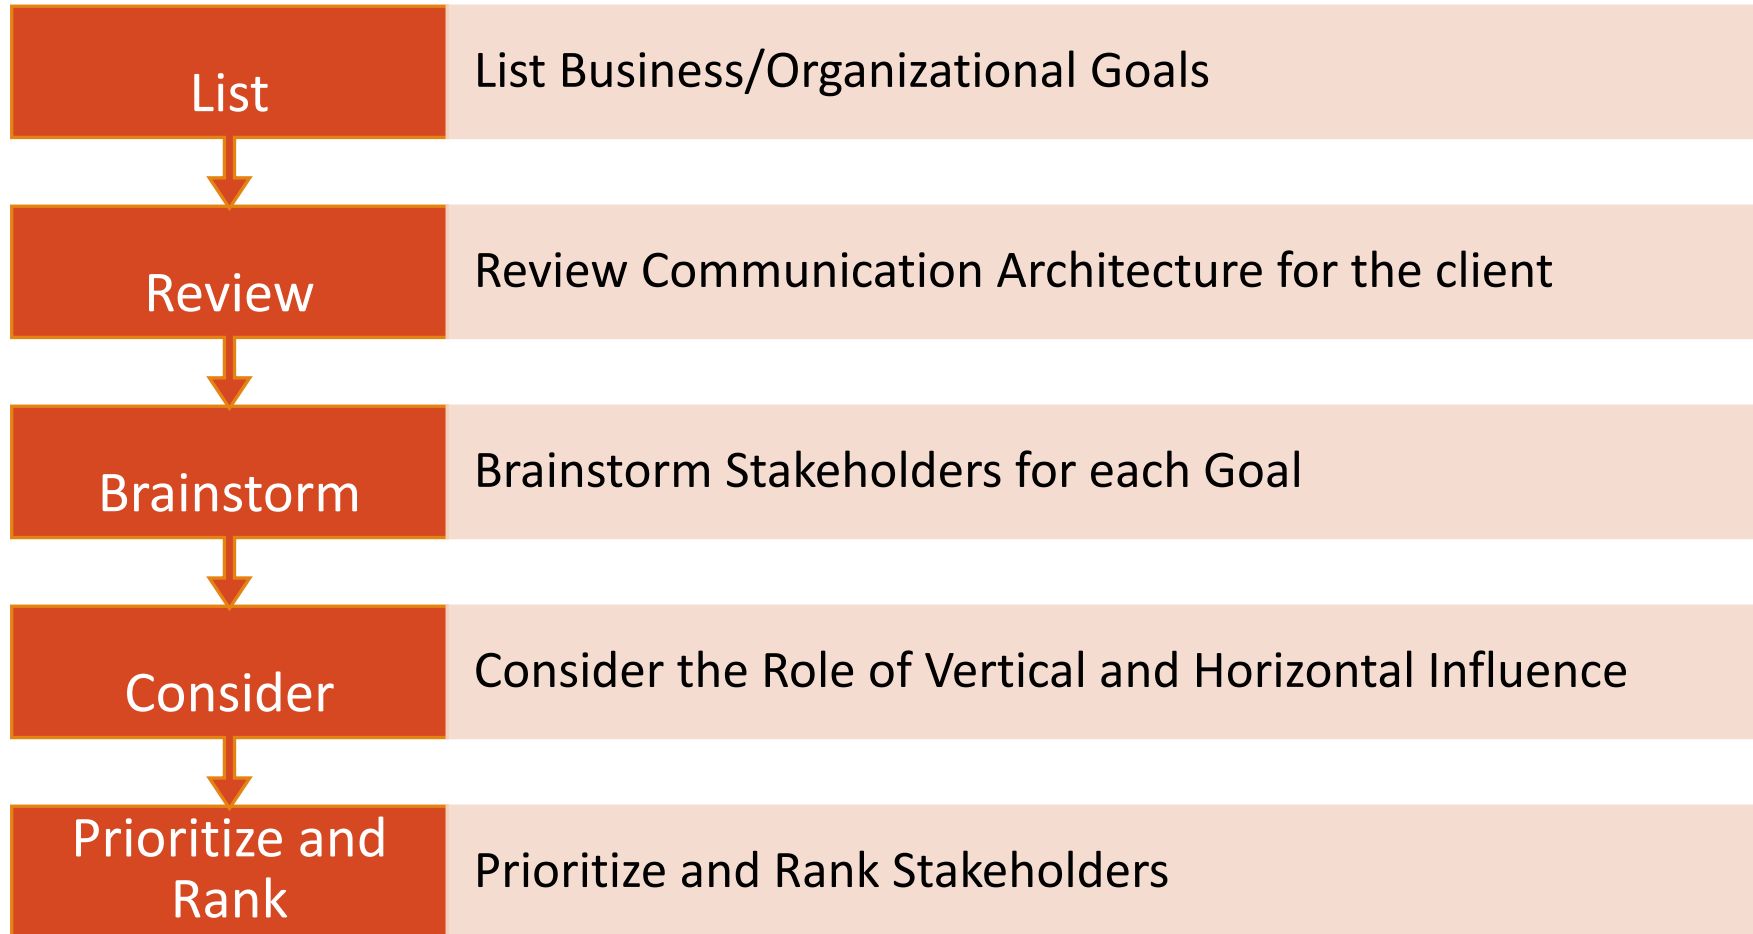 List
List Business/Organizational Goals
Review
Review Communication Architecture for the client
Brainstorm
Brainstorm Stakeholders for each Goal
Consider
Consider the Role of Vertical and Horizontal Influence
Prioritize and
Rank
Prioritize and Rank Stakeholders